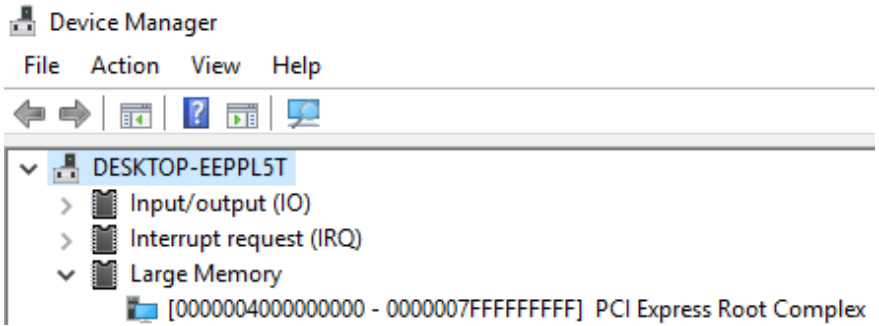 Device Manager
File Action View Help
DESKTOP-EEPPL5T
Input/output (IO)
Interrupt request (IRQ)
Large Memory
[0000004000000000 - 0000007FFFFFFFFF] PCI Express Root Complex